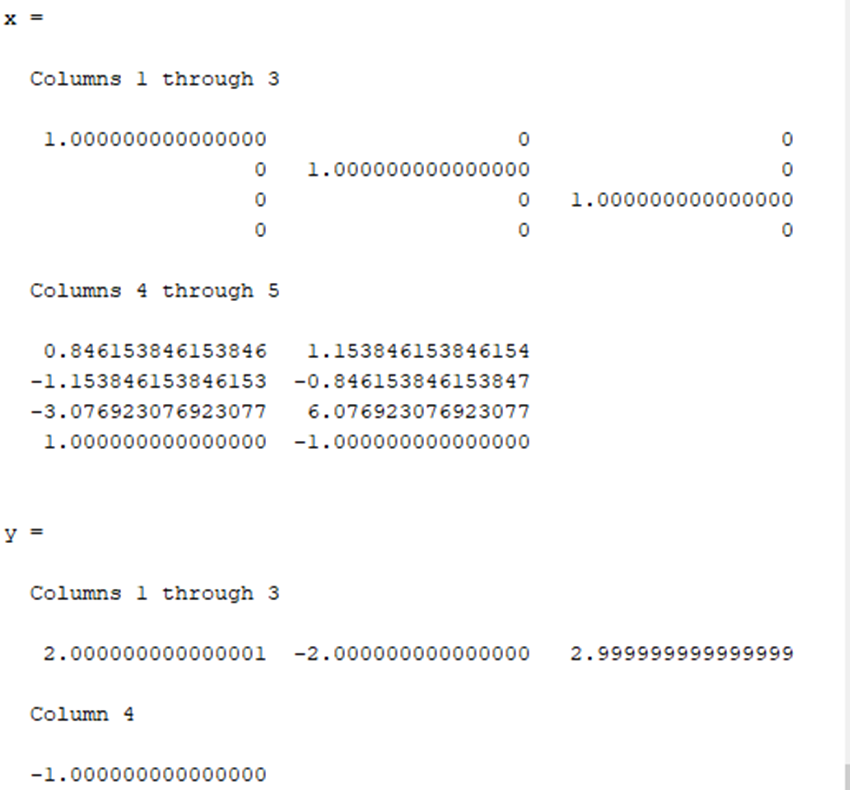 x =
Columns 1 through 3
1.000000000000000 0 0
0 1.000000000000000 0
0 0 1.000000000000000
0 0 0
Columns 4 through 5
0.846153846153846 1.153846153846154
-1.153846153846153 -0.846153846153847
-3.076923076923077 6.076923076923077
1.000000000000000 -1.000000000000000
y =
Columns 1 through 3
2.000000000000001 -2.000000000000000 2.999999999999999
Column 4
-1.000000000000000